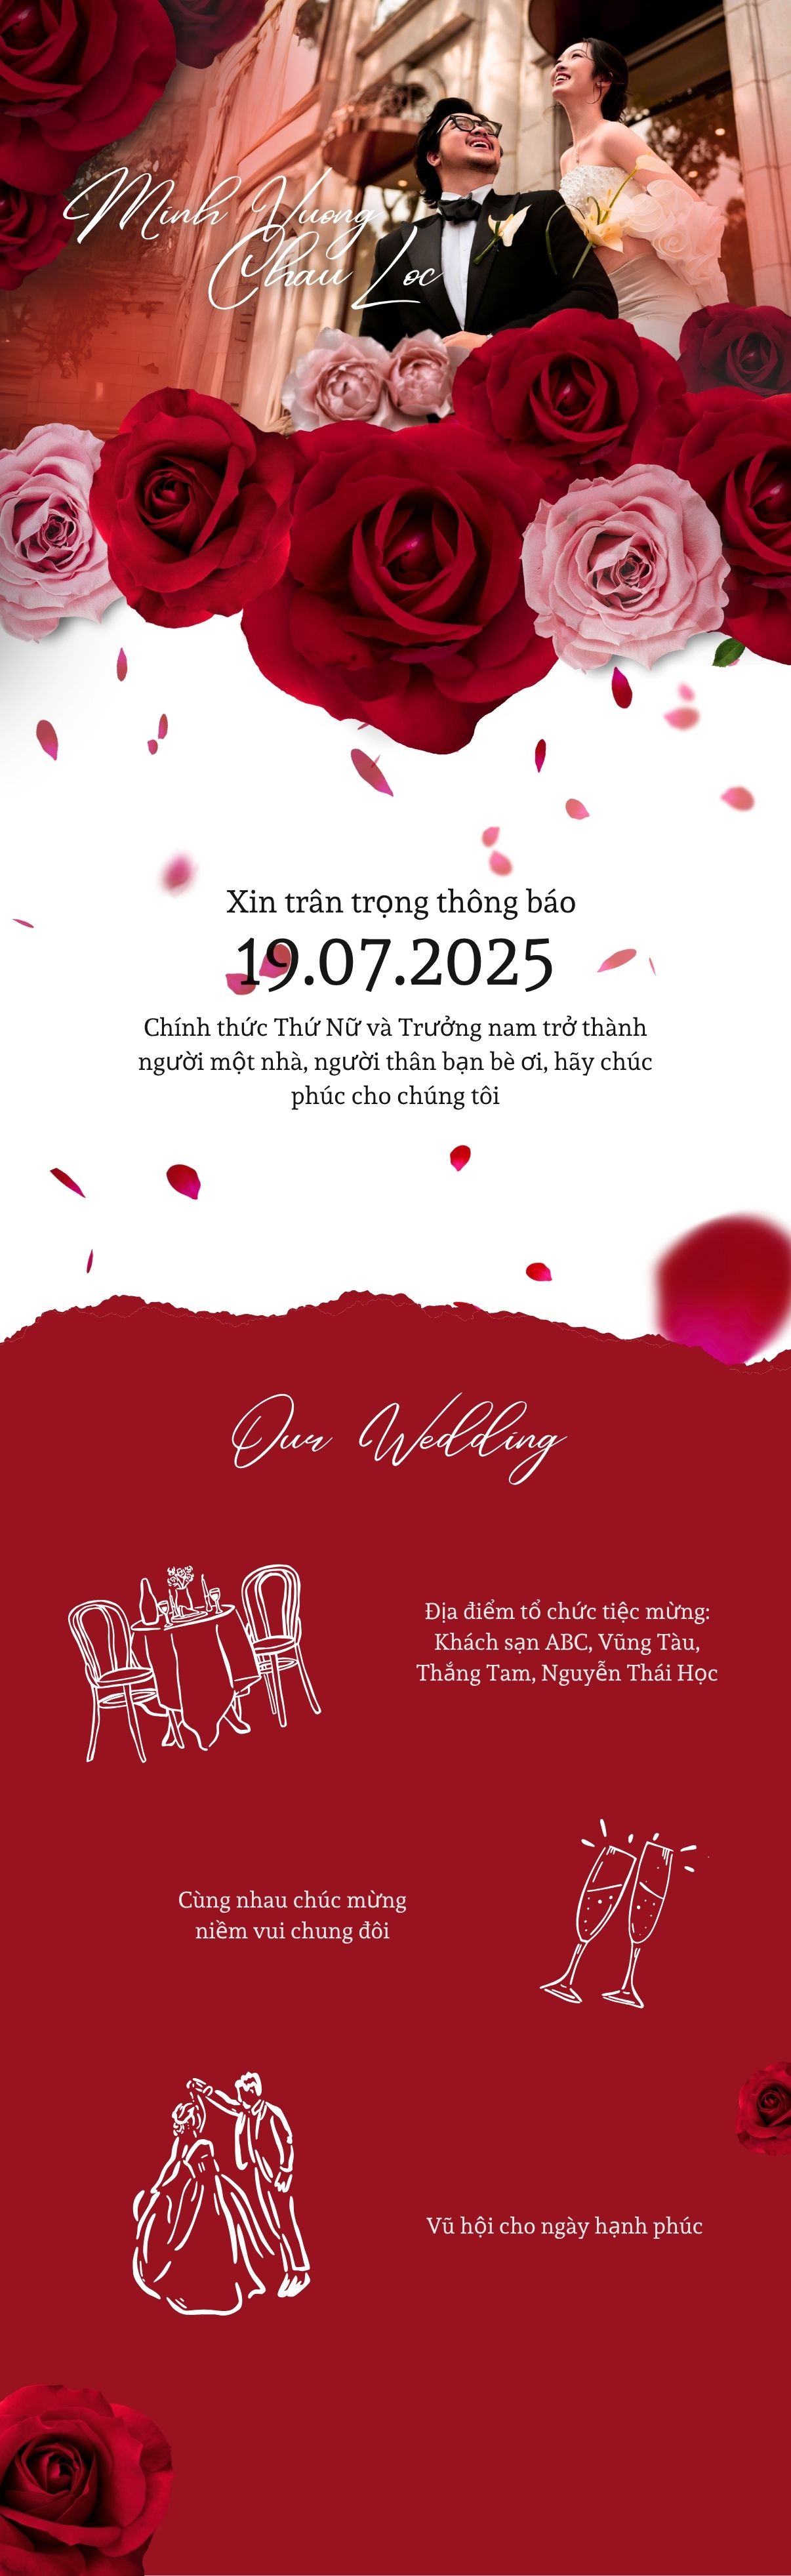 Minh Vuong
Chau Loc
Xin trân trọng thông báo
19.07.2025
Chính thức Thứ Nữ và Trưởng nam trở thành
người một nhà, người thân bạn bè ơi, hãy chúc
phúc cho chúng tôi
Our Wedding
Địa điểm tổ chức tiệc mừng:
Khách sạn ABC, Vũng Tàu,
Thắng Tam, Nguyễn Thái Học
Cùng nhau chúc mừng
niềm vui chung đôi
Vũ hội cho ngày hạnh phúc